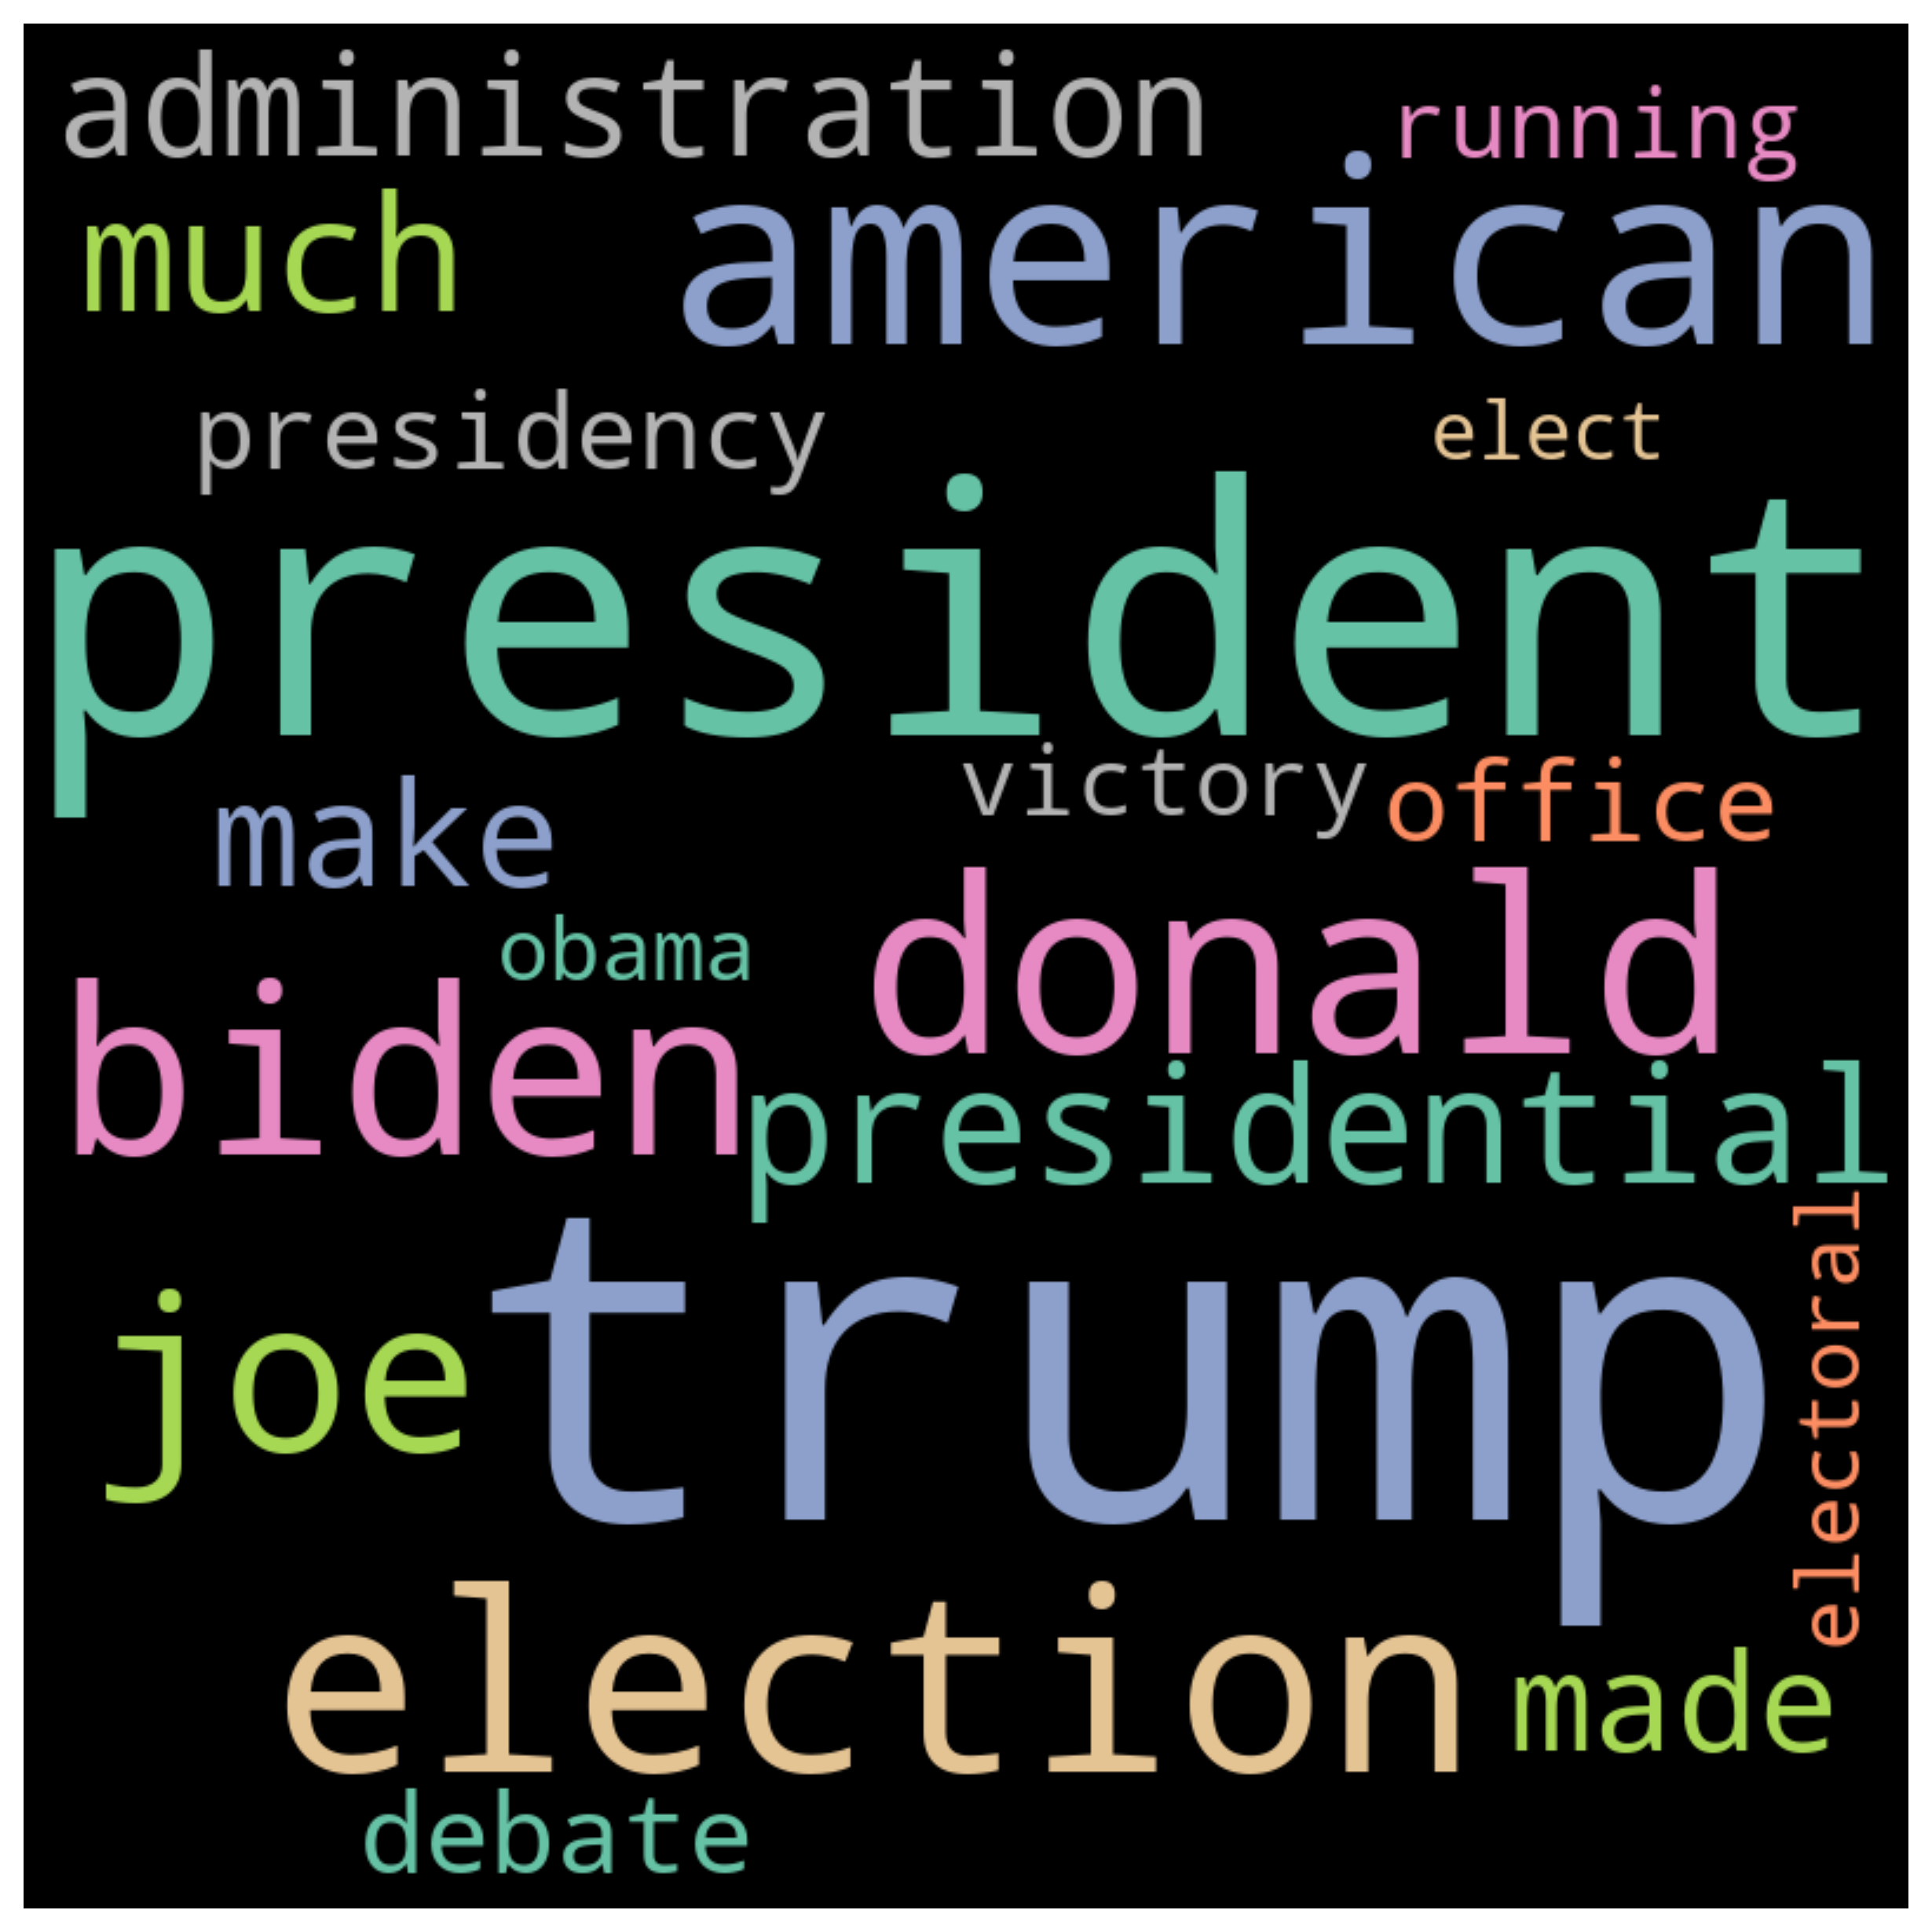 administration
running
much
american
presidency
elect
president
victory
office
make
donald
obama
biden
presidential
trump
joe
electoral
election
made
debate